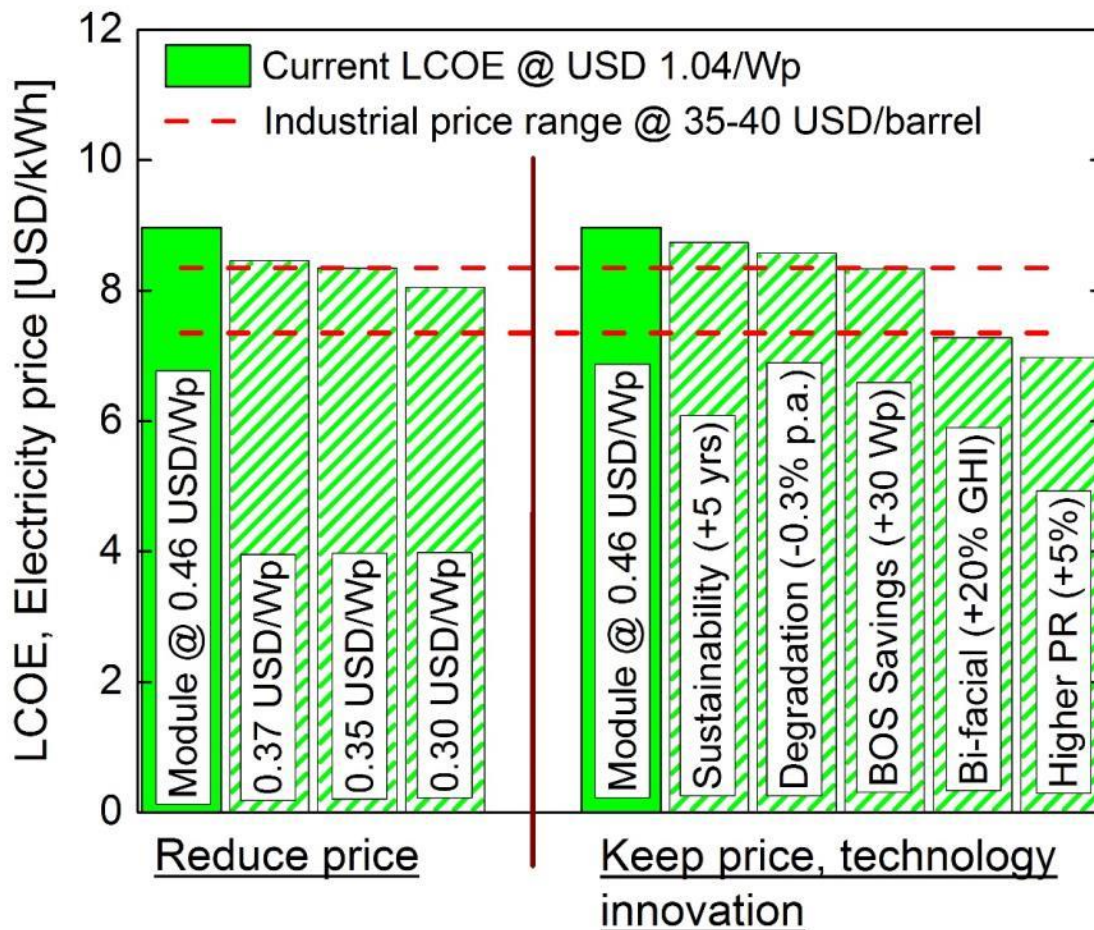 LCOE, Electricity price [USD/kWh]
12
10
8
6
4
2
0
Current LCOE @ USD 1.04/Wp
Industrial price range @ 35-40 USD/barrel
Module @ 0.46 USD/Wp
0.37 USD/Wp
0.35 USD/Wp
0.30 USD/Wp
Module @ 0.46 USD/Wp
Sustainability (+5 yrs)
Degradation (-0.3% p.a.)
BOS Savings (+30 Wp)
Bi-facial (+20% GHI)
Higher PR (+5%)
Reduce price
Keep price, technology
innovation